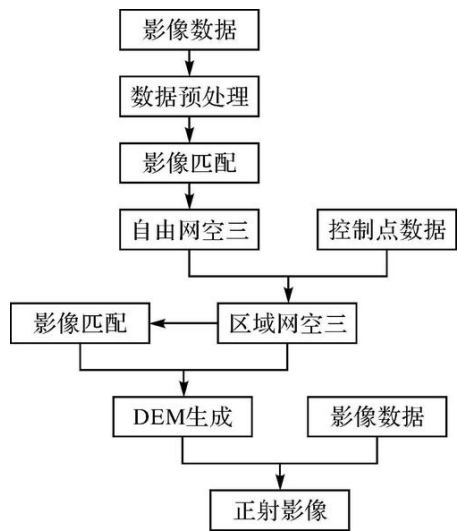 影像数据
数据预处理
影像匹配
自由网空三
控制点数据
影像匹配
区域网空三
DEM生成
影像数据
正射影像